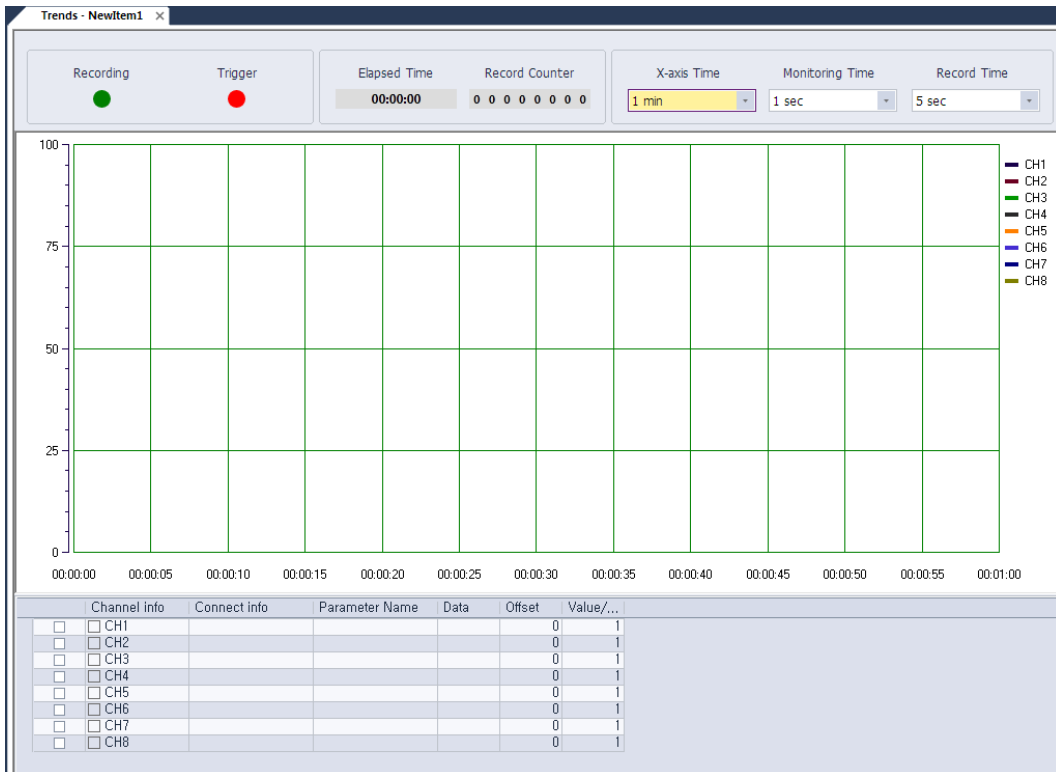 Trends - NewItem1
Recording Trigger Elapsed Time Record Counter X-axis Time Monitoring Time Record Time
00:00:00 0 0 0 0 0 0 0 0 1 min 1 sec 5 sec
100
75
50
25
0
CH1
CH2
CH3
CH4
CH5
CH6
CH7
CH8
00:00:00 00:00:05 00:00:10 00:00:15 00:00:20 00:00:25 00:00:30 00:00:35 00:00:40 00:00:45 00:00:50 00:00:55 00:01:00
Channel info Connect info Parameter Name Data Offset Value/...
CH1 0 1
CH2 0 1
CH3 0 1
CH4 0 1
CH5 0 1
CH6 0 1
CH7 0 1
CH8 0 1